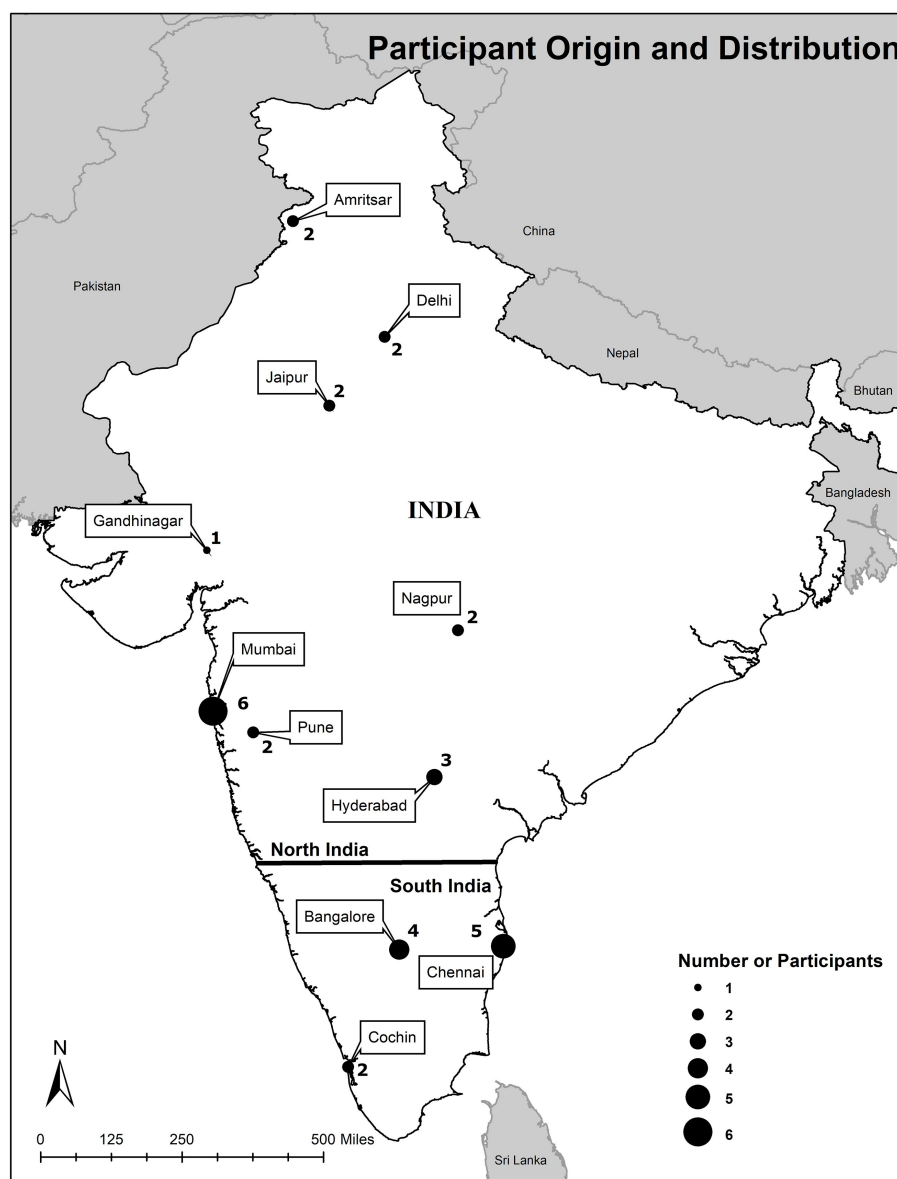 Participant Origin and Distribution
Amritsar
2
China
Pakistan
Delhi
2
Nepal
Jaipur
2
Bhutan
Bangladesh
INDIA
Gandhinagar
1
Nagpur
2
Mumbai
6
Pune
2
3
Hyderabad
North India
South India
Bangalore
4
5
Chennai
Cochin
2
Number or Participants
1
2
3
4
5
6
N
0 125 250 500 Miles
Sri Lanka